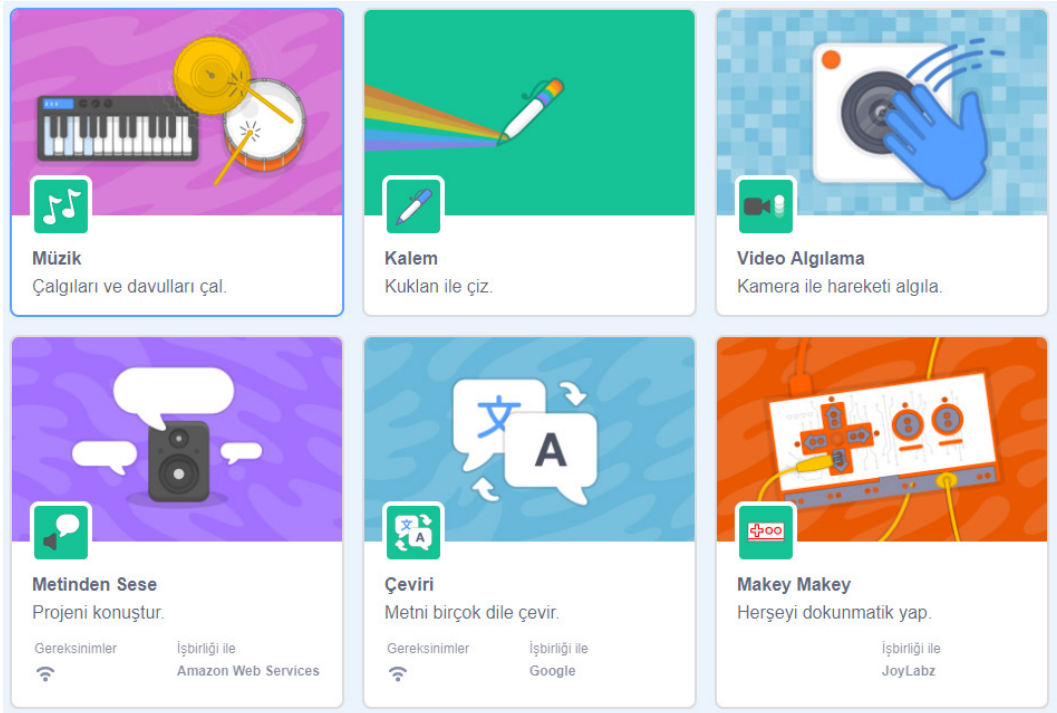 Müzik
Çalgıları ve davulları çal.
Kalem
Kuklan ile çiz.
Video Algılama
Kamera ile hareketi algıla.
文
A
文
A
Metinden Sese
Projeni konuştur.
Gereksinimler
İşbirliği ile
Amazon Web Services
Çeviri
Metni birçok dile çevir.
Gereksinimler
İşbirliği ile
Google
Makey Makey
Herşeyi dokunmatik yap.
İşbirliği ile
JoyLabz